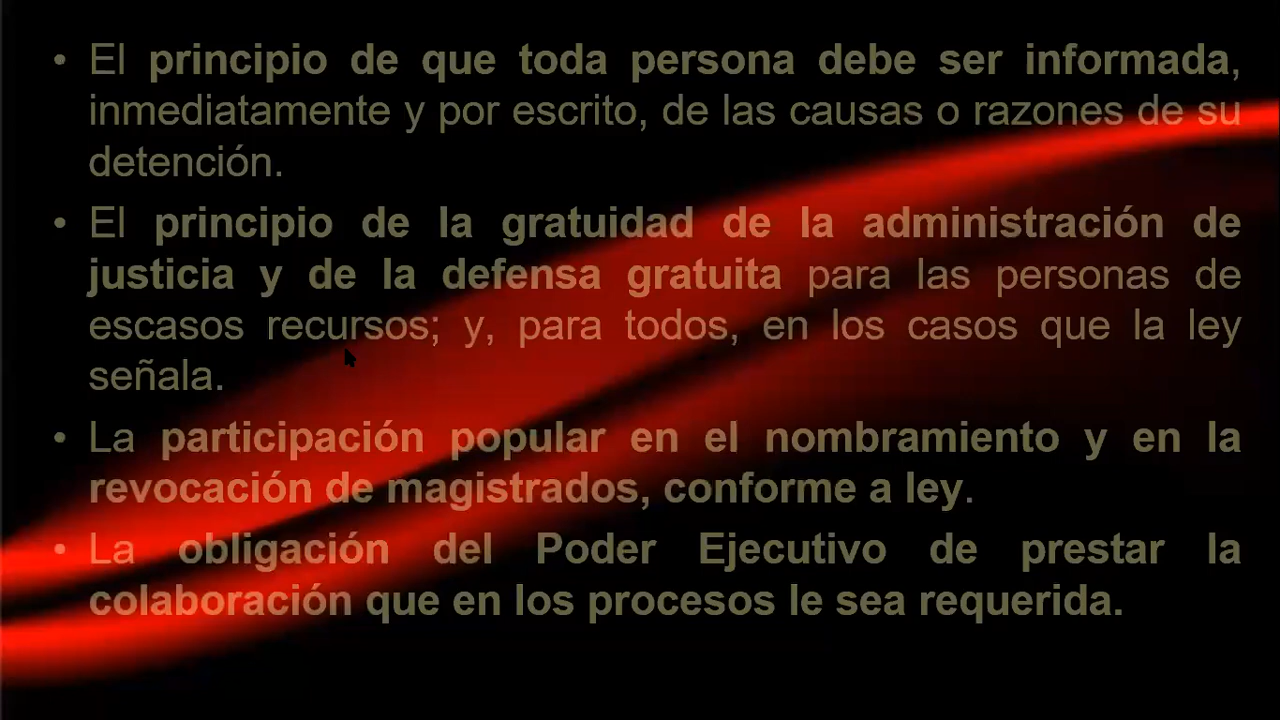 • El principio de que toda persona debe ser informada,
inmediatamente y por escrito, de las causas o razones de su
detención.
• El principio de la gratuidad de la administración de
justicia y de la defensa gratuita para las personas de
escasos recursos; y, para todos, en los casos que la ley
señala.
• La participación popular en el nombramiento y en la
revocación de magistrados, conforme a ley.
• La obligación del Poder Ejecutivo de prestar la
colaboración que en los procesos le sea requerida.